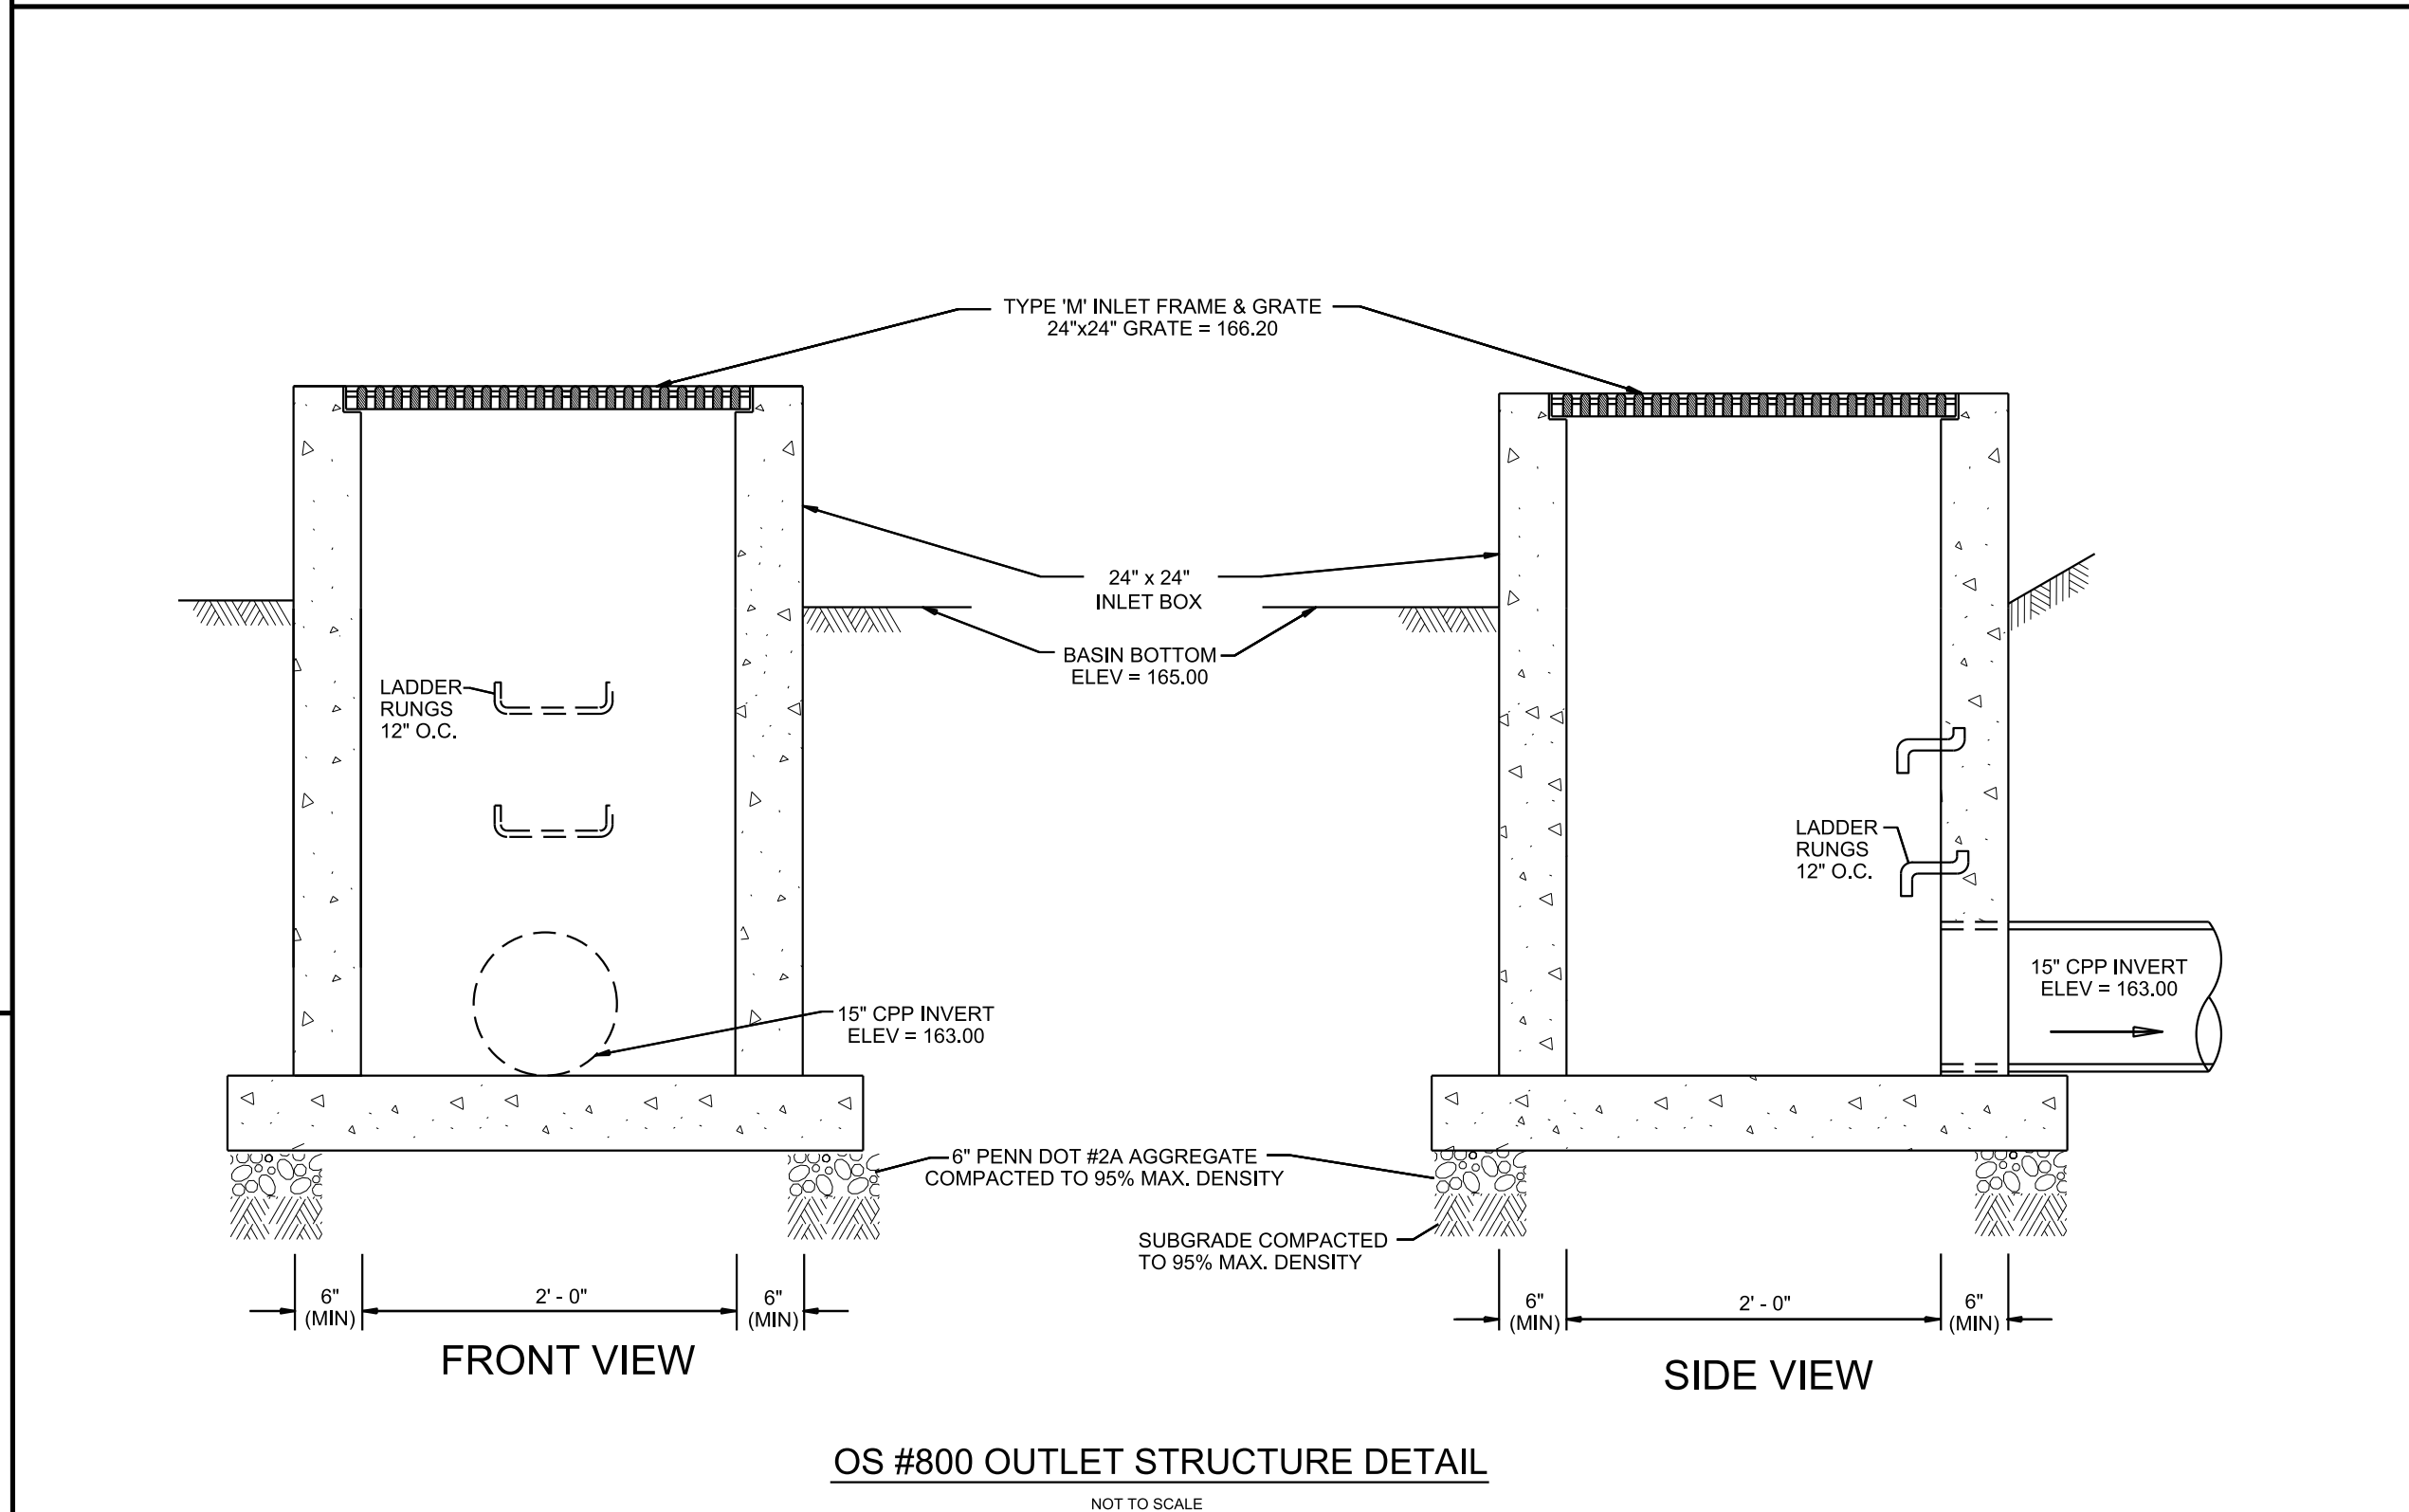 TYPE 'M' INLET FRAME & GRATE
24"x24" GRATE = 166.20
24" x 24"
INLET BOX
BASIN BOTTOM
ELEV = 165.00
LADDER
RUNGS
12" O.C.
LADDER
RUNGS
12" O.C.
15" CPP INVERT
ELEV = 163.00
15" CPP INVERT
ELEV = 163.00
6" PENN DOT #2A AGGREGATE
COMPACTED TO 95% MAX. DENSITY
SUBGRADE COMPACTED
TO 95% MAX. DENSITY
6"
(MIN)
2' - 0"
6"
(MIN)
6"
(MIN)
2' - 0"
6"
(MIN)
FRONT VIEW
SIDE VIEW
OS #800 OUTLET STRUCTURE DETAIL
NOT TO SCALE